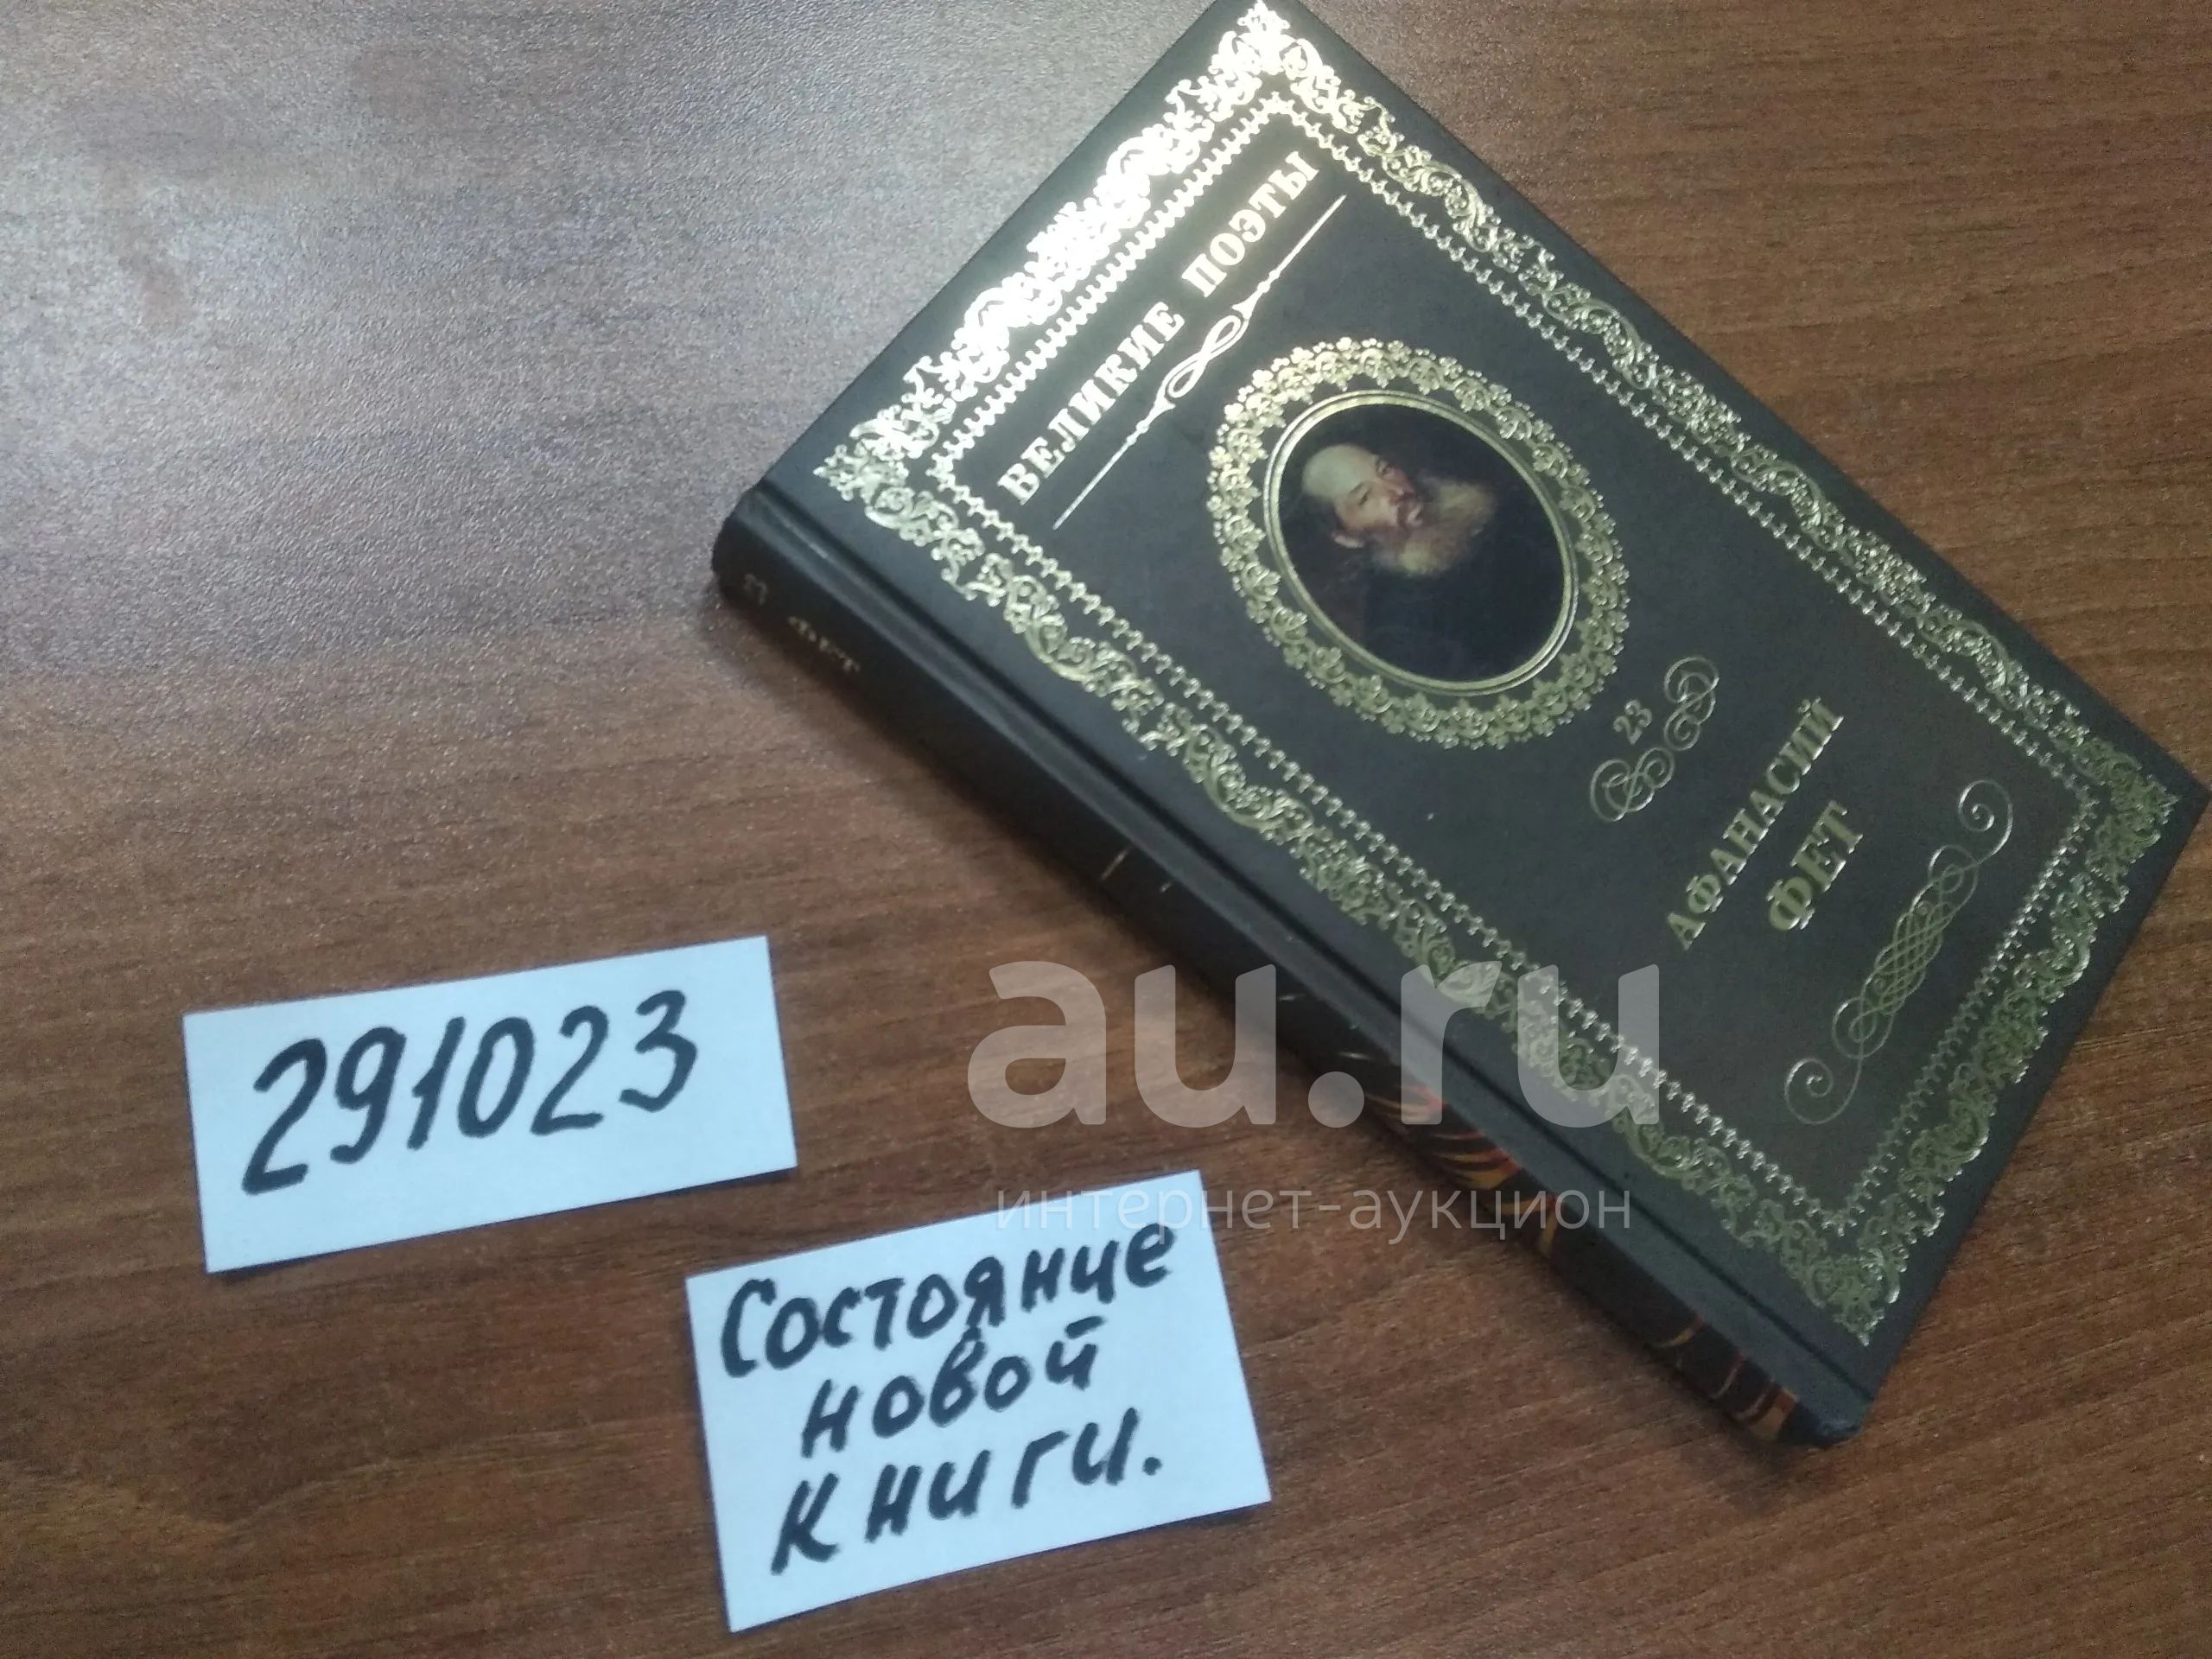 ВЕЛИКИЕ ПОЭТЫ
23
АФАНАСИЙ
ФЕТ
23 ФЕТ
291023
Состояние
новой
книги.
au.ru
интернет-аукцион